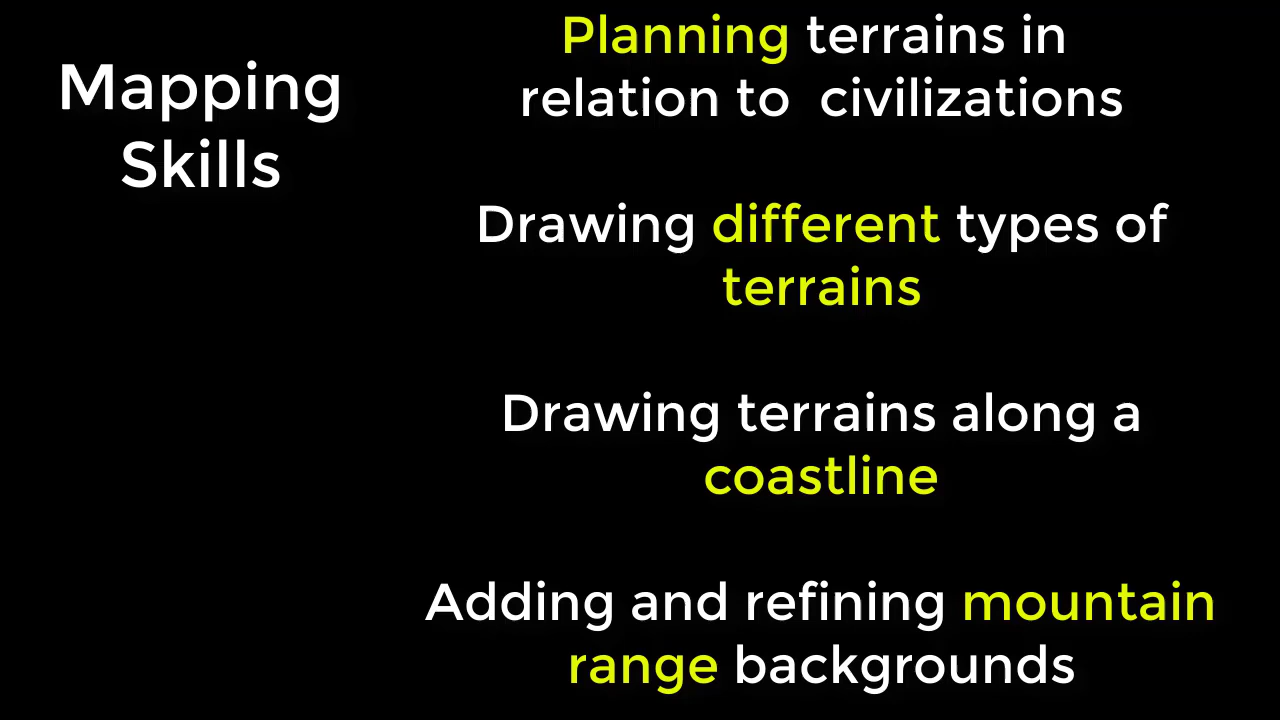 Mapping
Skills
Planning terrains in
relation to  civilizations
Drawing different types of
terrains
Drawing terrains along a
coastline
Adding and refining mountain
range backgrounds